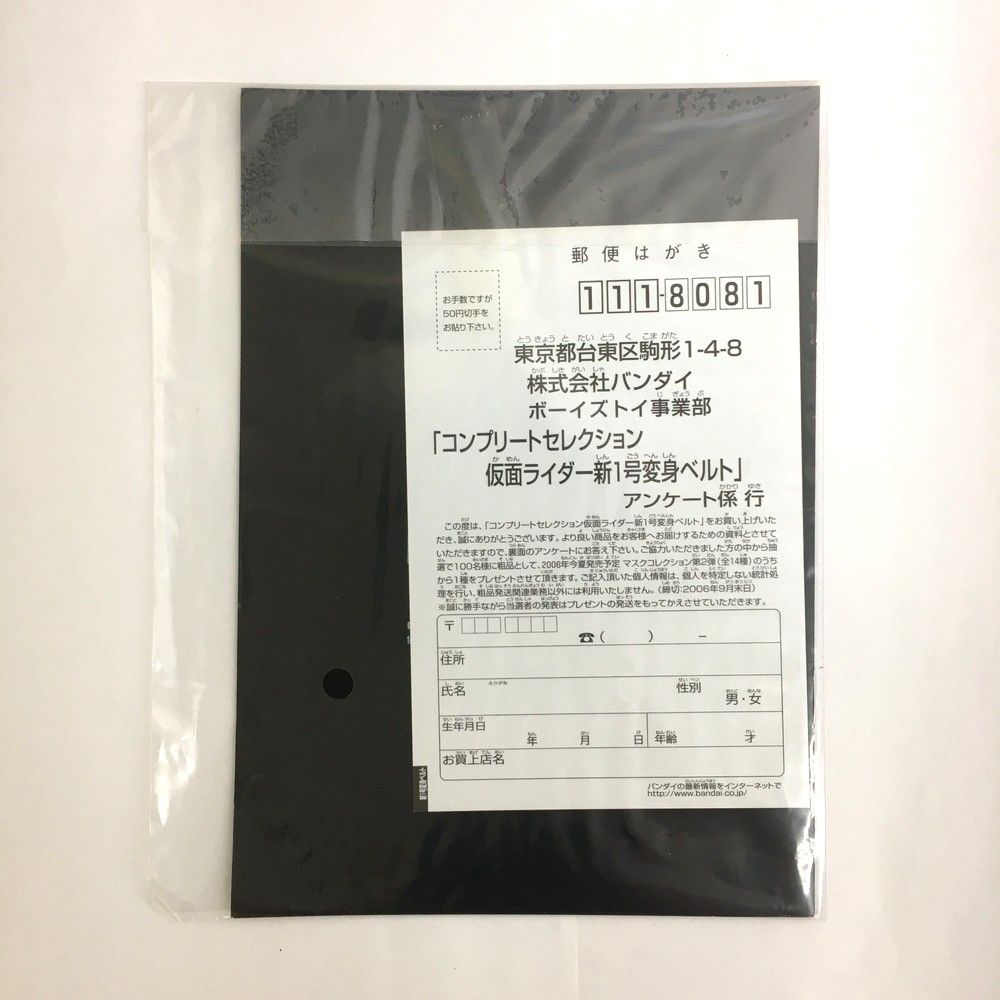 郵便はがき
お手数ですが
50円切手を
お貼り下さい。
111-8081
東京都台東区駒形1-4-8
株式会社バンダイ
ボーイズトイ事業部
「コンプリートセレクション
仮面ライダー新1号変身ベルト」
アンケート係 行
この度は、「コンプリートセレクション仮面ライダー新1号変身ベルト」をお買い上げいた
だき、誠にありがとうございます。より良い商品をお客様へお届けするための資料とさせて
いただきますので、裏面のアンケートにお答え下さい。ご協力いただきました方の中から抽
選で100名様に粗品として、2006年今夏発売予定 マスクコレクション第2弾(全14種)のうち
から1種をプレゼントさせて頂きます。ご記入頂いた個人情報は、個人を特定しない統計処
理を行い、粗品発送関連業務以外には利用いたしません。(締切:2006年9月末日)
※誠に勝手ながら当選者の発表はプレゼントの発送をもってかえさせていただきます。
〒
☎( ) −
住所
氏名 ふりがな 性別 男・女
生年月日 年 月 日 年齢 才
お買上店名
新1号変身ベルト
バンダイの最新情報をインターネットで
http://www.bandai.co.jp/